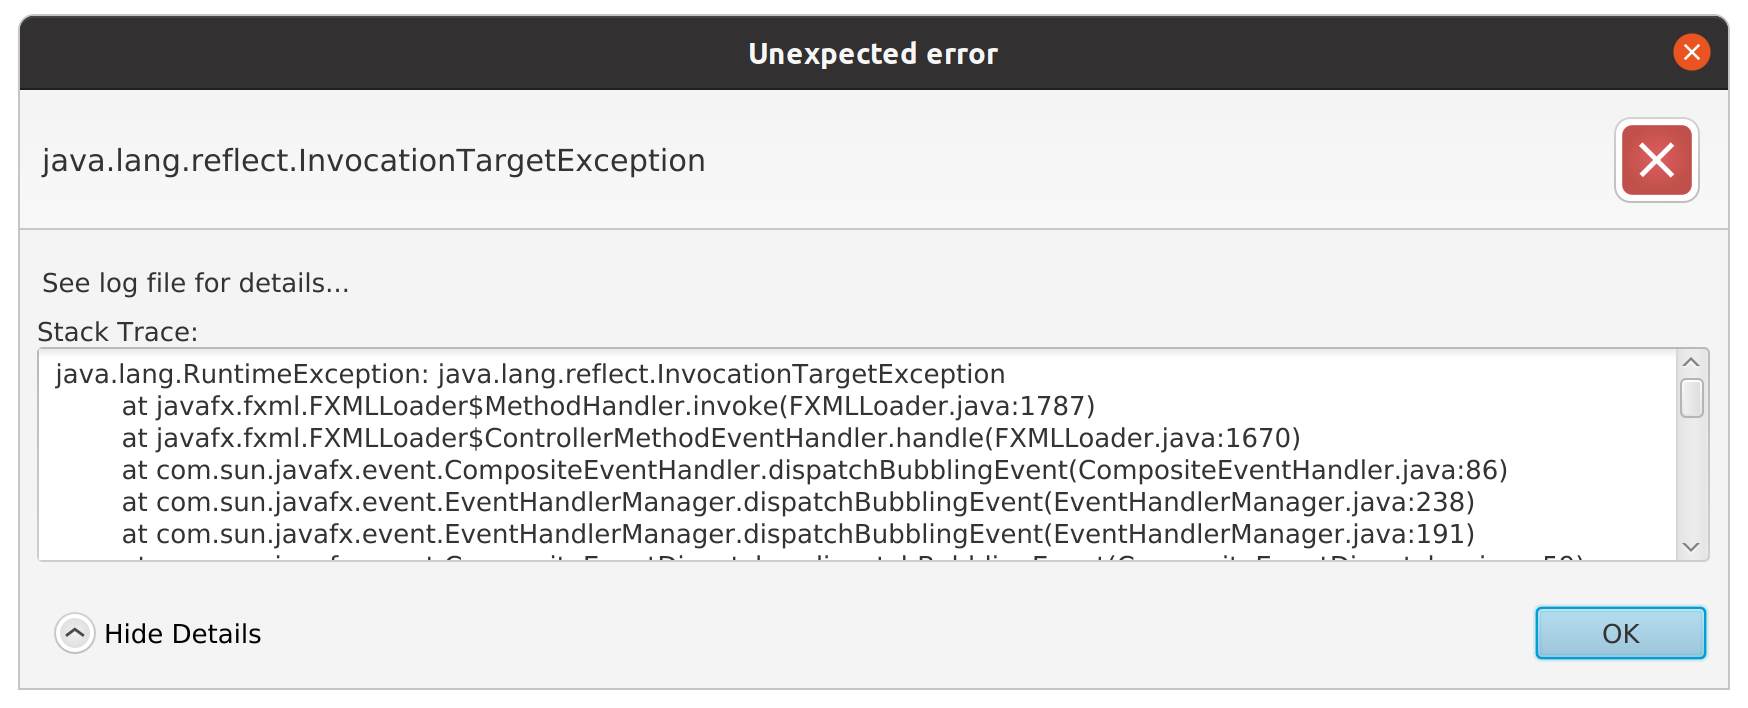 Unexpected error
java.lang.reflect.InvocationTargetException
See log file for details...
Stack Trace:
java.lang.RuntimeException: java.lang.reflect.InvocationTargetException
at javafx.fxml.FXMLLoader$MethodHandler.invoke(FXMLLoader.java:1787)
at javafx.fxml.FXMLLoader$ControllerMethodEventHandler.handle(FXMLLoader.java:1670)
at com.sun.javafx.event.CompositeEventHandler.dispatchBubblingEvent(CompositeEventHandler.java:86)
at com.sun.javafx.event.EventHandlerManager.dispatchBubblingEvent(EventHandlerManager.java:238)
at com.sun.javafx.event.EventHandlerManager.dispatchBubblingEvent(EventHandlerManager.java:191)
Hide Details
OK